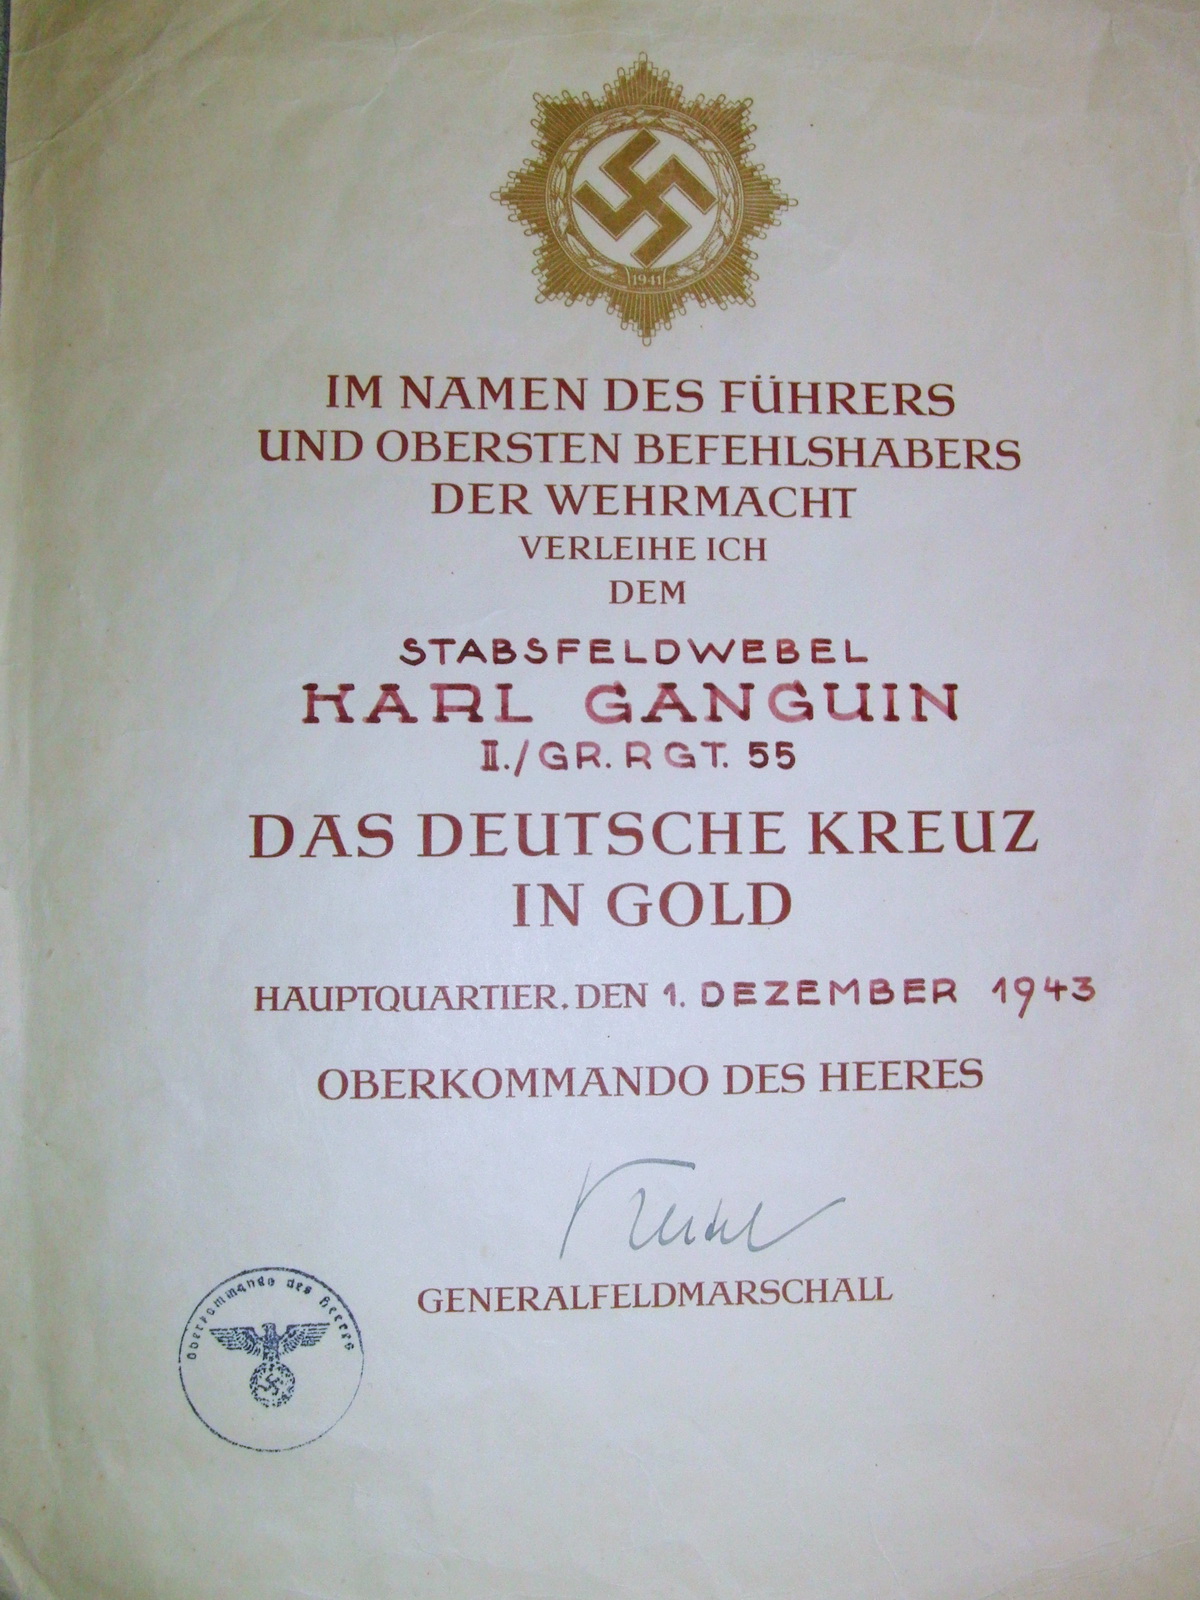 1941
IM NAMEN DES FÜHRERS
UND OBERSTEN BEFEHLSHABERS
DER WEHRMACHT
VERLEIHE ICH
DEM
STABSFELDWEBEL
KARL GANGUIN
II./GR. RGT. 55
DAS DEUTSCHE KREUZ
IN GOLD
HAUPTQUARTIER, DEN 1. DEZEMBER 1943
OBERKOMMANDO DES HEERES
Keitel
GENERALFELDMARSCHALL
Oberkommando des Heeres